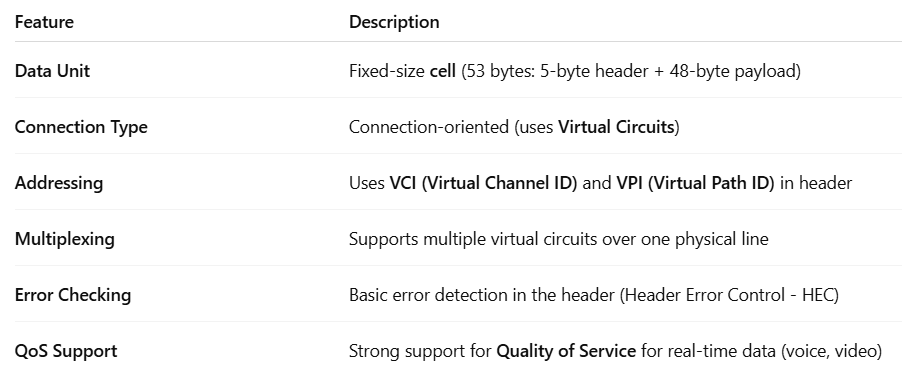 Feature Description
Data Unit Fixed-size cell (53 bytes: 5-byte header + 48-byte payload)
Connection Type Connection-oriented (uses Virtual Circuits)
Addressing Uses VCI (Virtual Channel ID) and VPI (Virtual Path ID) in header
Multiplexing Supports multiple virtual circuits over one physical line
Error Checking Basic error detection in the header (Header Error Control - HEC)
QoS Support Strong support for Quality of Service for real-time data (voice, video)